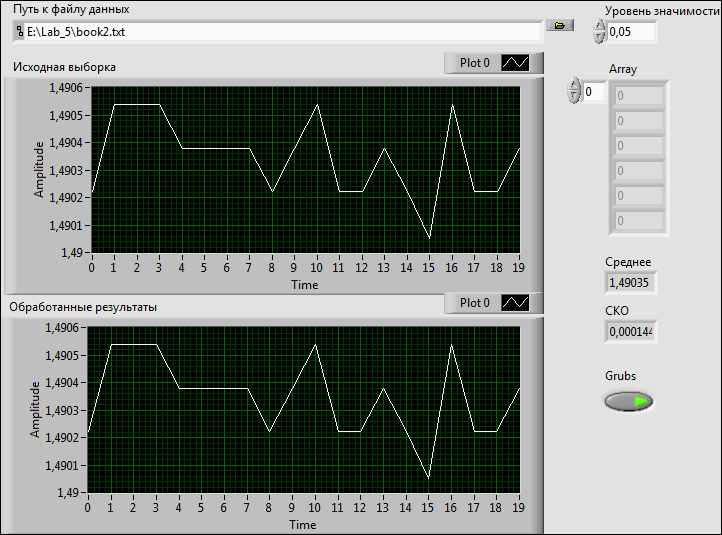 Путь к файлу данных
E:\Lab_5\book2.txt
Уровень значимости
0,05
Исходная выборка
Plot 0
Amplitude
1,4906
1,4905
1,4904
1,4903
1,4902
1,4901
1,49
0 1 2 3 4 5 6 7 8 9 10 11 12 13 14 15 16 17 18 19
Time
Array
0
0
0
0
0
0
0
Среднее
1,49035
СКО
0,000144
Grubs
Обработанные результаты
Plot 0
Amplitude
1,4906
1,4905
1,4904
1,4903
1,4902
1,4901
1,49
0 1 2 3 4 5 6 7 8 9 10 11 12 13 14 15 16 17 18 19
Time